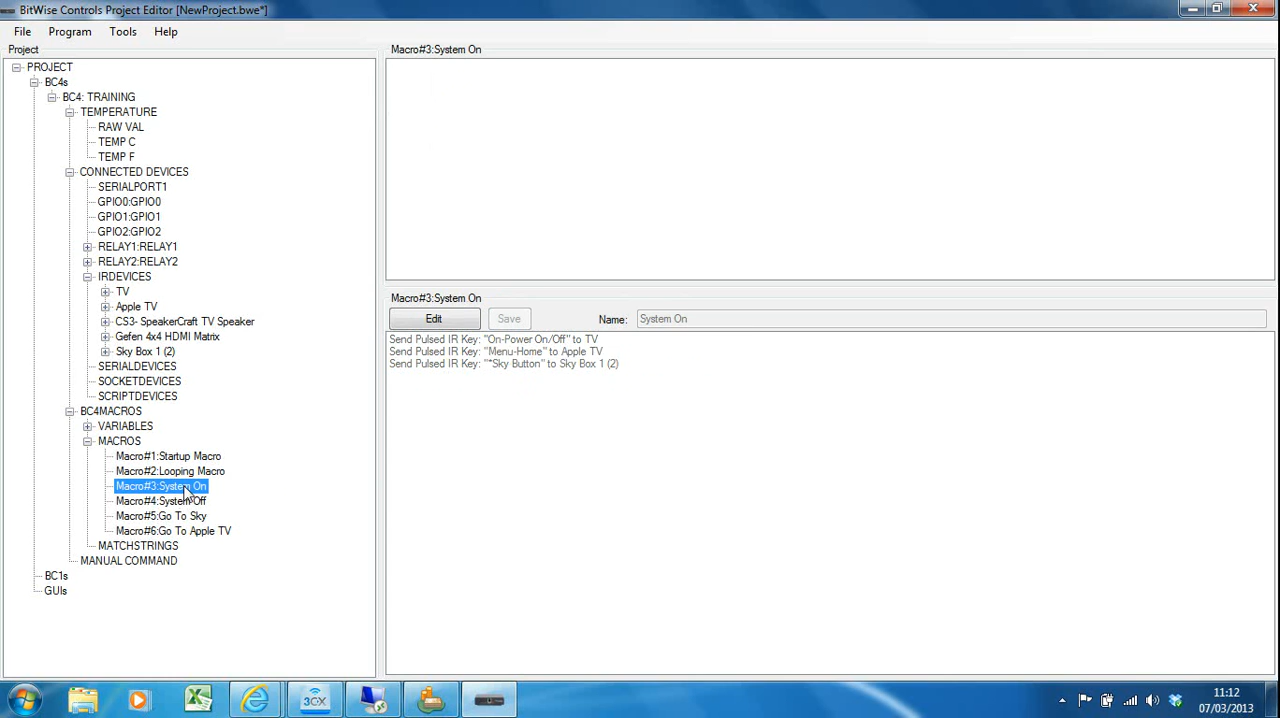 BitWise Controls Project Editor [NewProject.bwe*]
File Program Tools Help
Project
PROJECT
BC4s
BC4: TRAINING
TEMPERATURE
RAW VAL
TEMP C
TEMP F
CONNECTED DEVICES
SERIALPORT1
GPIO0:GPIO0
GPIO1:GPIO1
GPIO2:GPIO2
RELAY1:RELAY1
RELAY2:RELAY2
IRDEVICES
TV
Apple TV
CS3- SpeakerCraft TV Speaker
Gefen 4x4 HDMI Matrix
Sky Box 1 (2)
SERIALDEVICES
SOCKETDEVICES
SCRIPTDEVICES
BC4MACROS
VARIABLES
MACROS
Macro#1:Startup Macro
Macro#2:Looping Macro
Macro#3:System On
Macro#4:System Off
Macro#5:Go To Sky
Macro#6:Go To Apple TV
MATCHSTRINGS
MANUAL COMMAND
BC1s
GUIs
Macro#3:System On
Macro#3:System On
Edit Save Name: System On
Send Pulsed IR Key: "On-Power On/Off" to TV
Send Pulsed IR Key: "Menu-Home" to Apple TV
Send Pulsed IR Key: "*Sky Button" to Sky Box 1 (2)
3CX
11:12
07/03/2013